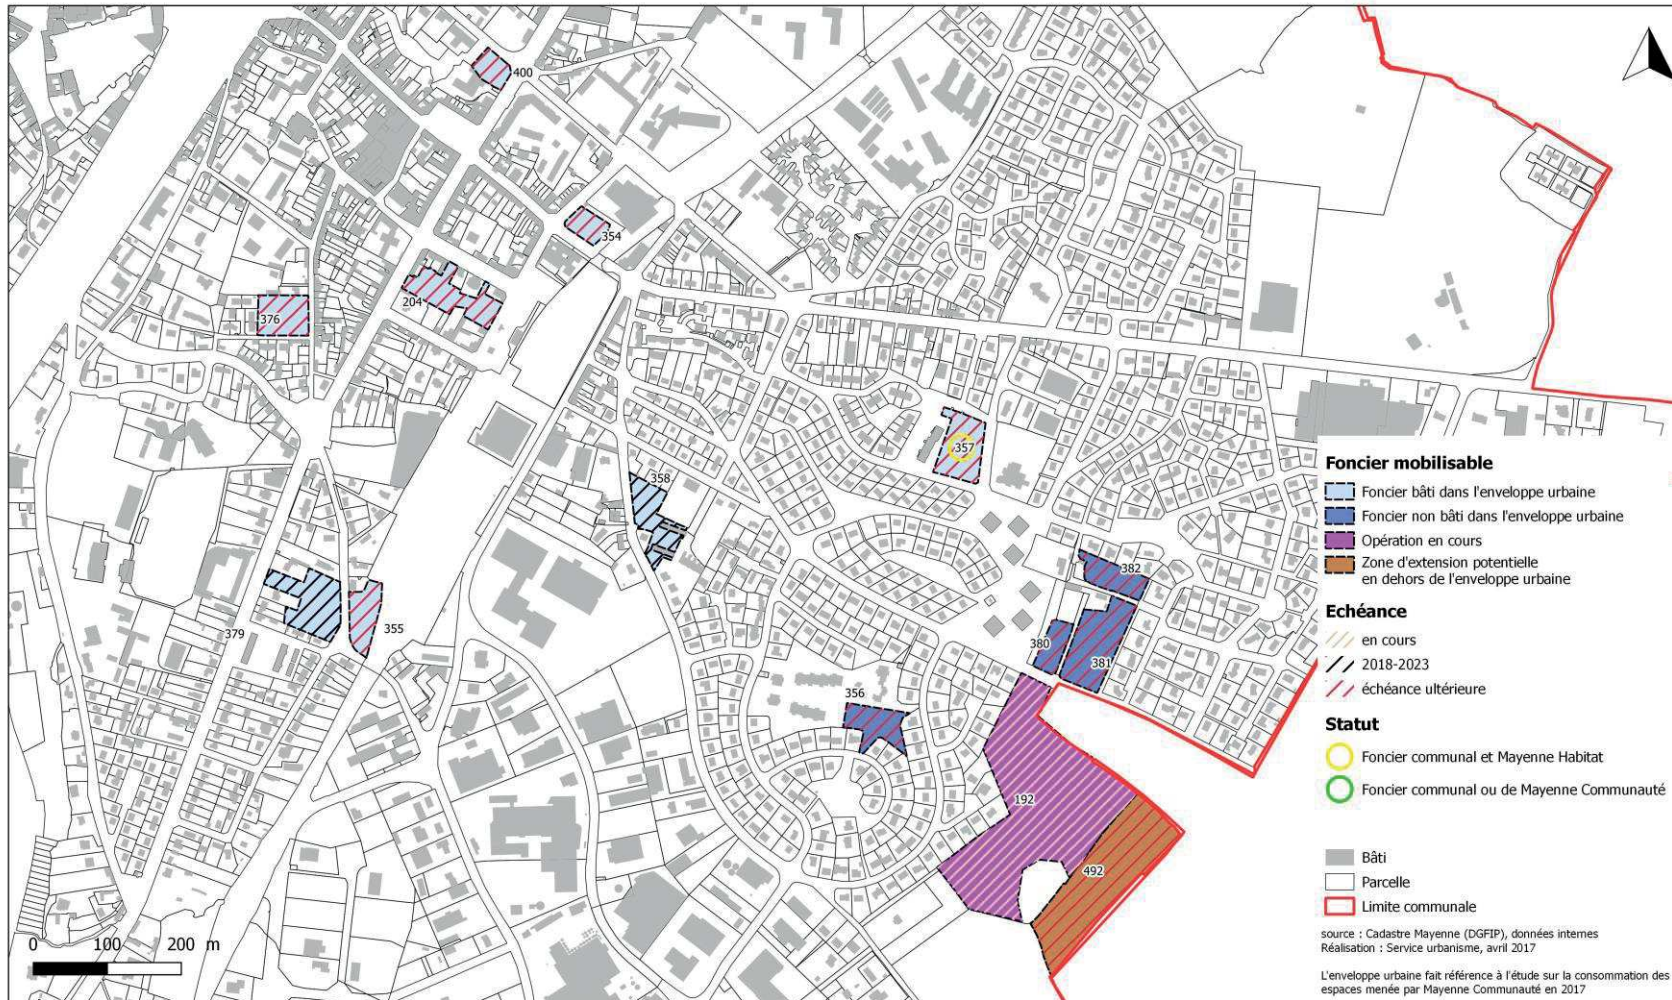 400
354
204
376
357
358
382
379
355
380
381
356
192
492
0 100 200 m
Foncier mobilisable
Foncier bâti dans l'enveloppe urbaine
Foncier non bâti dans l'enveloppe urbaine
Opération en cours
Zone d'extension potentielle
en dehors de l'enveloppe urbaine
Echéance
en cours
2018-2023
échéance ultérieure
Statut
Foncier communal et Mayenne Habitat
Foncier communal ou de Mayenne Communauté
Bâti
Parcelle
Limite communale
source : Cadastre Mayenne (DGFIP), données internes
Réalisation : Service urbanisme, avril 2017
L'enveloppe urbaine fait référence à l'étude sur la consommation des
espaces menée par Mayenne Communauté en 2017